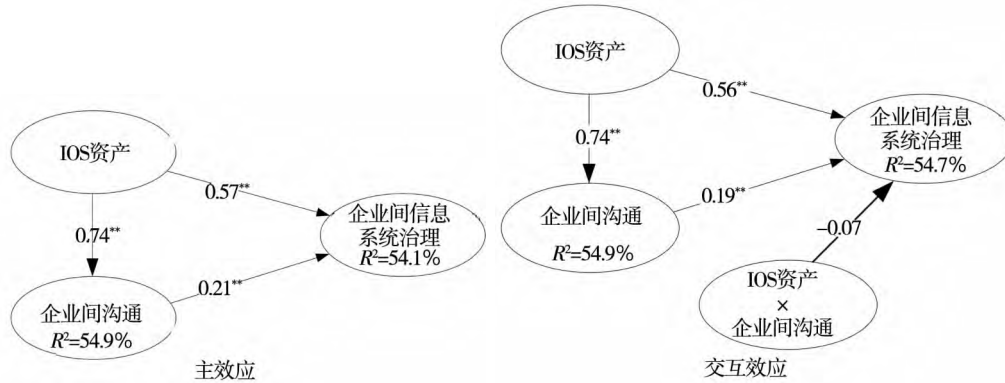 IOS资产
0.57**
0.74**
企业间信息
系统治理
R²=54.1%
0.21**
企业间沟通
R²=54.9%
主效应
IOS资产
0.56**
0.74**
企业间信息
系统治理
R²=54.7%
0.19**
企业间沟通
R²=54.9%
-0.07
IOS资产
×
企业间沟通
交互效应